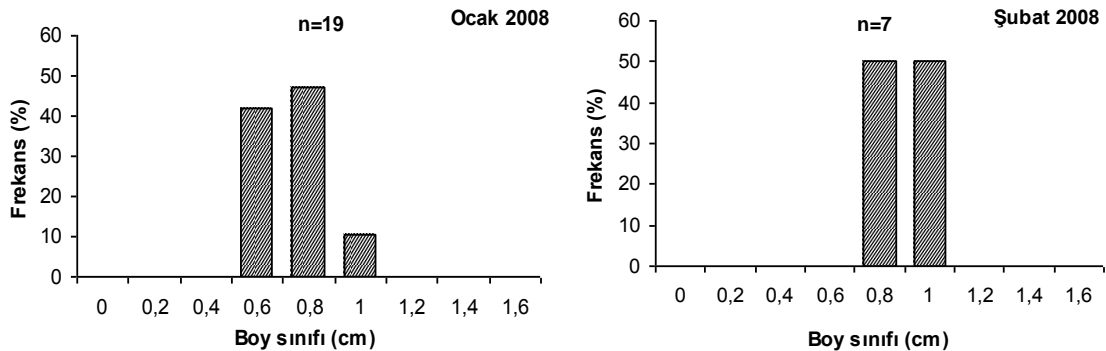 Ocak 2008
n=19
Frekans (%)
60
50
40
30
20
10
0
0 0,2 0,4 0,6 0,8 1 1,2 1,4 1,6
Boy sınıfı (cm)
Şubat 2008
n=7
Frekans (%)
60
50
40
30
20
10
0
0 0,2 0,4 0,6 0,8 1 1,2 1,4 1,6
Boy sınıfı (cm)